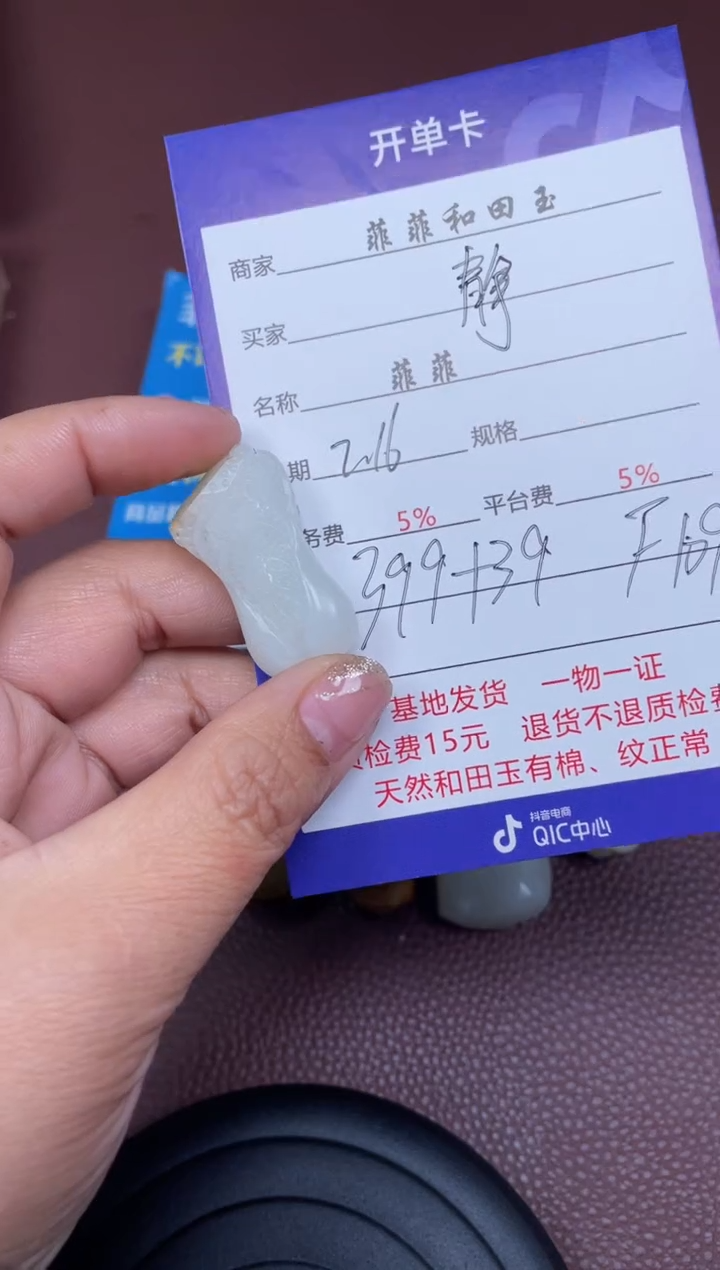 开单卡
商家 菲菲和田玉
买家 静
名称 菲菲
期 2.16 规格
务费 5% 平台费 5%
399+39
基地发货 一物一证
检费15元 退货不退质检费
天然和田玉有棉、纹正常
抖音电商
QIC中心